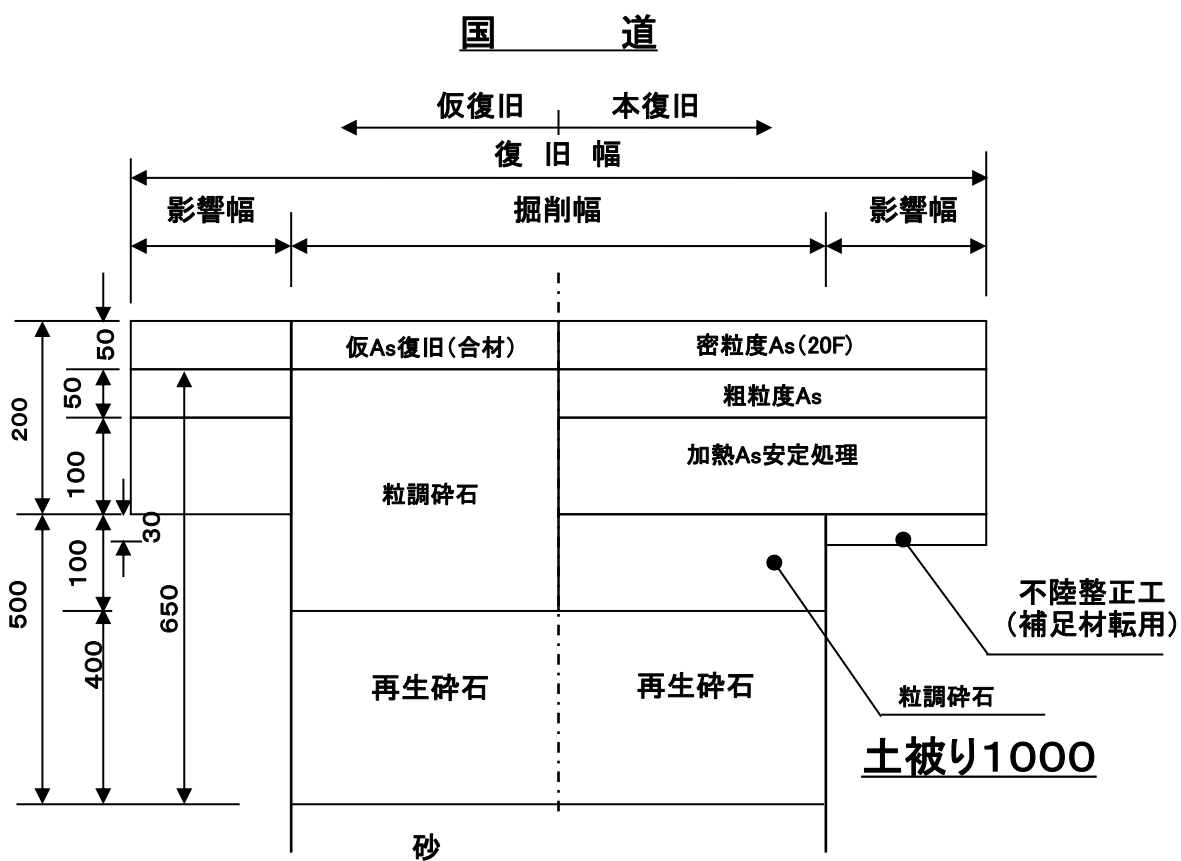 国　道
仮復旧　本復旧
復　旧　幅
影響幅　掘削幅　影響幅
50
仮As復旧(合材)　密粒度As(20F)
50
粗粒度As
200
100
加熱As安定処理
粒調砕石
30
100
500
650
不陸整正工
(補足材転用)
400
再生砕石　再生砕石
粒調砕石
土被り1000
砂